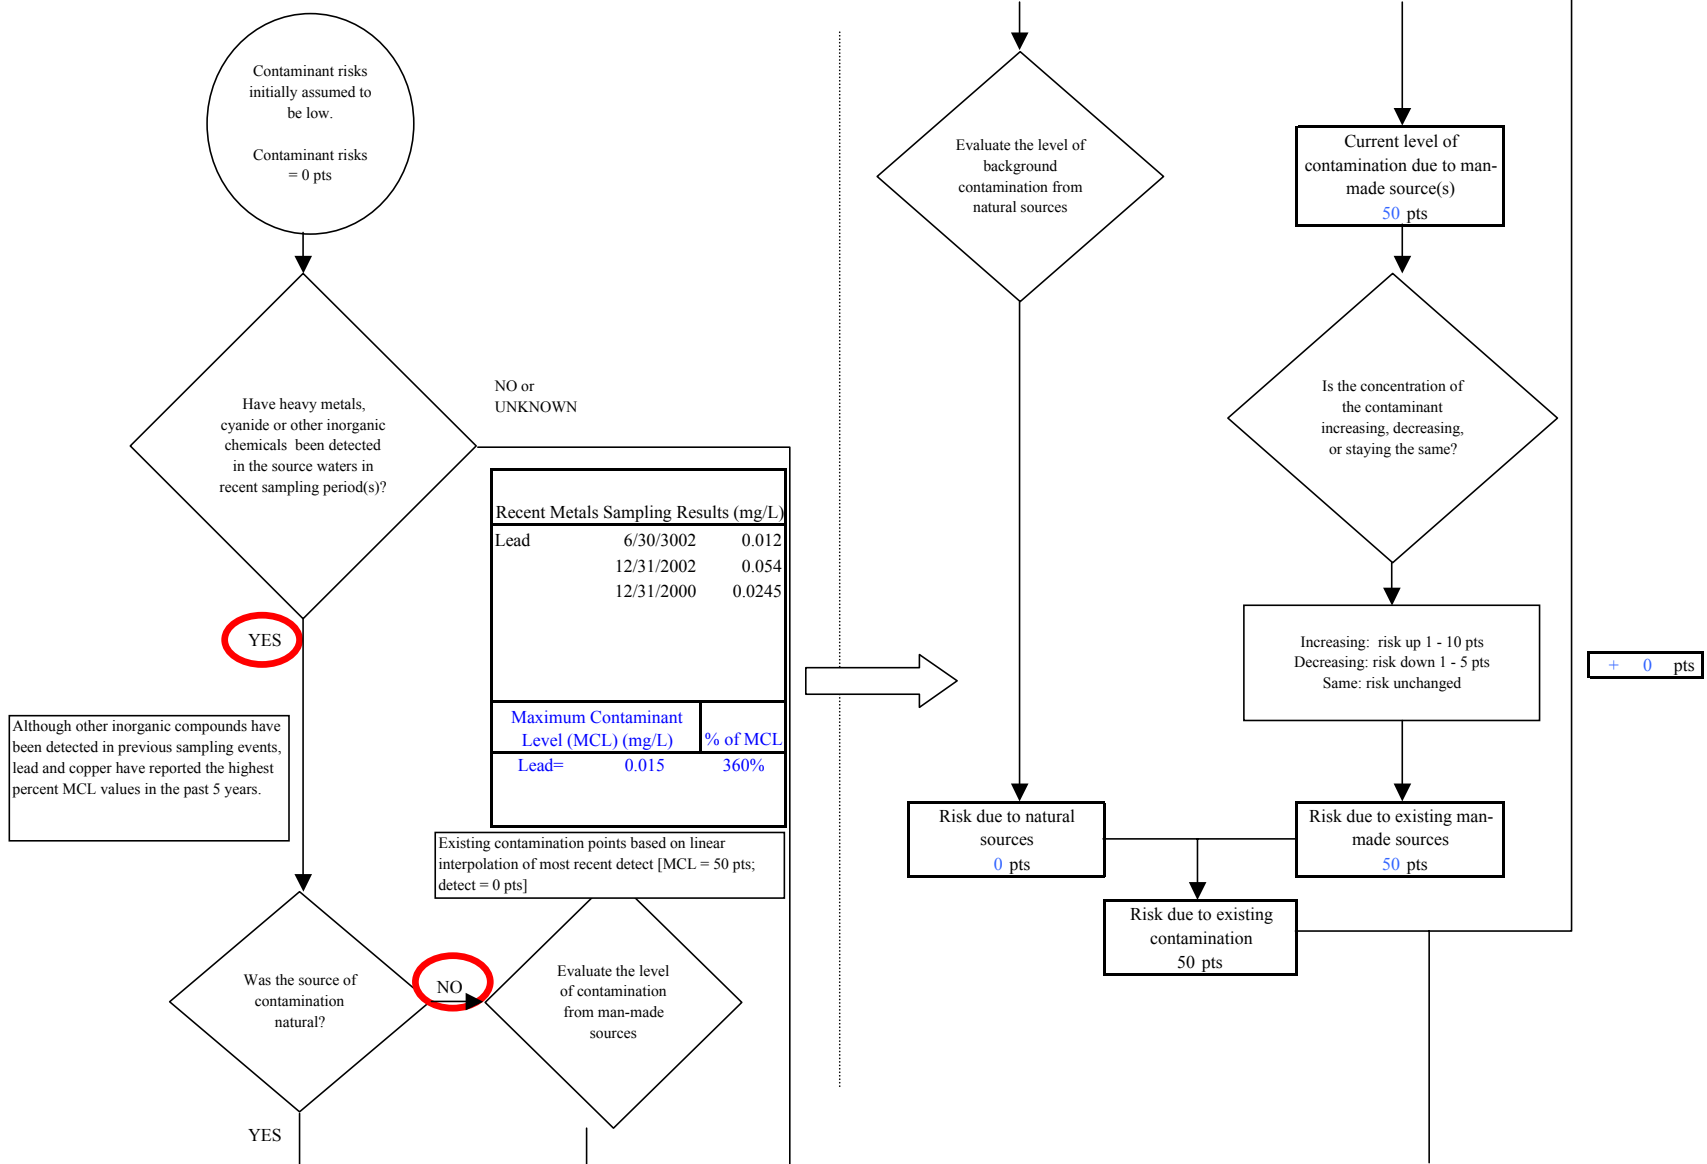 Contaminant risks
initially assumed to
be low.
Contaminant risks
= 0 pts
Have heavy metals,
cyanide or other inorganic
chemicals been detected
in the source waters in
recent sampling period(s)?
NO or
UNKNOWN
YES
Recent Metals Sampling Results (mg/L)
Lead 6/30/3002 0.012
12/31/2002 0.054
12/31/2000 0.0245
Maximum Contaminant
Level (MCL) (mg/L) % of MCL
Lead= 0.015 360%
Although other inorganic compounds have
been detected in previous sampling events,
lead and copper have reported the highest
percent MCL values in the past 5 years.
Existing contamination points based on linear
interpolation of most recent detect [MCL = 50 pts;
detect = 0 pts]
Was the source of
contamination
natural?
NO
Evaluate the level
of contamination
from man-made
sources
YES
Evaluate the level of
background
contamination from
natural sources
Current level of
contamination due to man-
made source(s)
50 pts
Is the concentration of
the contaminant
increasing, decreasing,
or staying the same?
Increasing: risk up 1 - 10 pts
Decreasing: risk down 1 - 5 pts
Same: risk unchanged
+ 0 pts
Risk due to natural
sources
0 pts
Risk due to existing man-
made sources
50 pts
Risk due to existing
contamination
50 pts